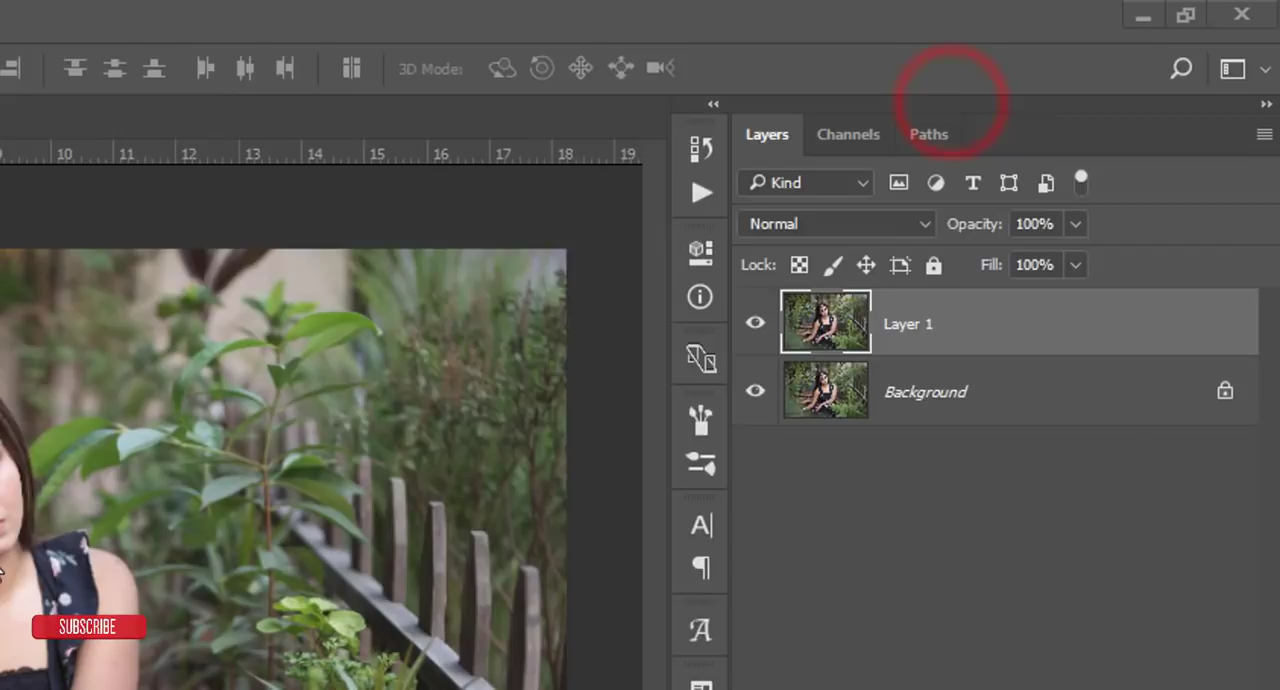 3D Mode:
Layers Channels Paths
10 11 12 13 14 15 16 17 18 19
Kind
Normal Opacity: 100%
Lock: Fill: 100%
Layer 1
Background
SUBSCRIBE